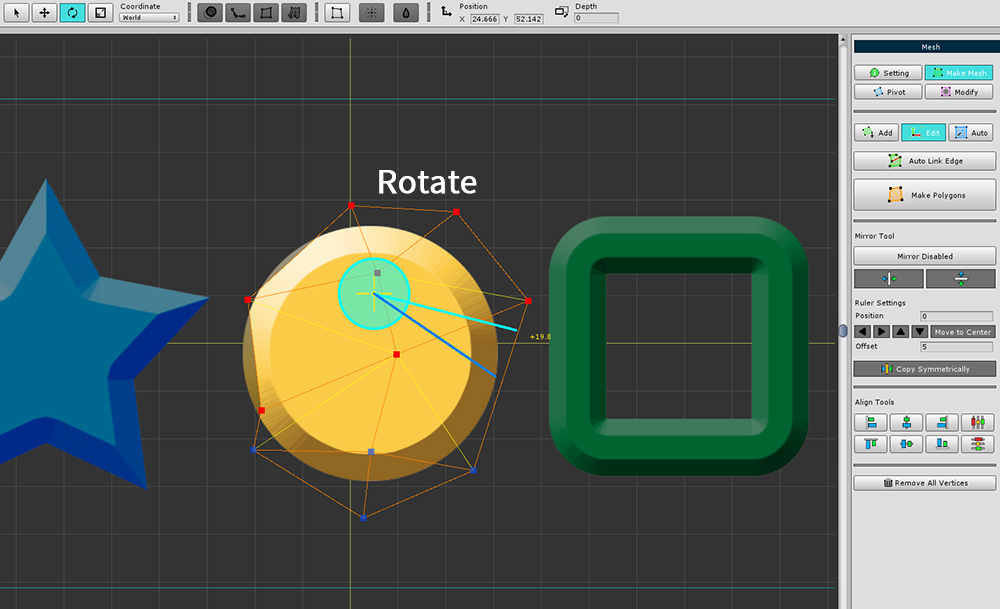 Coordinate
World
Position
X 24.666 Y 52.142
Depth
0
Mesh
Setting
Make Mesh
Pivot
Modify
Add
Edit
Auto
Auto Link Edge
Make Polygons
Mirror Tool
Mirror Disabled
Ruler Settings
Position
0
Move to Center
Offset
5
Copy Symmetrically
Align Tools
Remove All Vertices
Rotate
+19.8